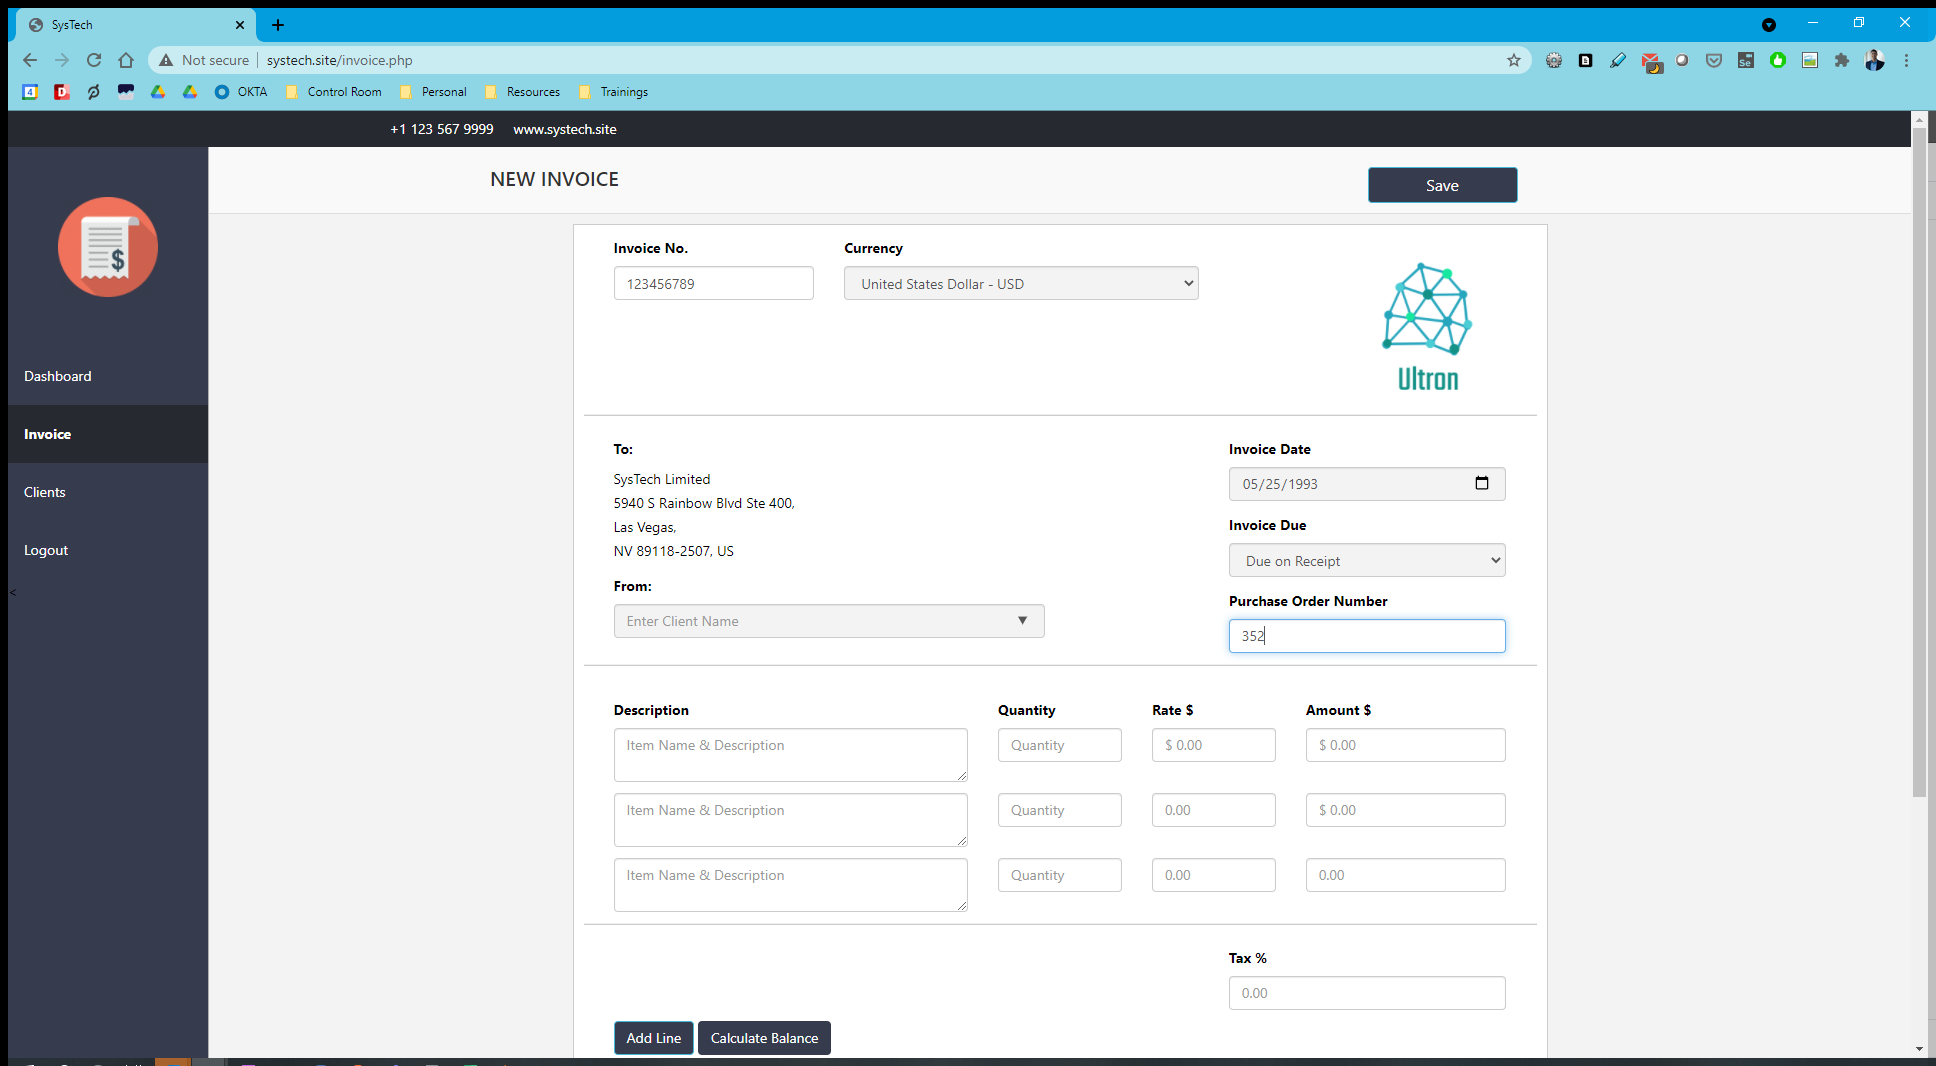 SysTech
Not secure systech.site/invoice.php
OKTA Control Room Personal Resources Trainings
+1 123 567 9999 www.systech.site
NEW INVOICE
Save
Invoice No. Currency
123456789 United States Dollar - USD
Ultron
Dashboard
Invoice
Clients
Logout
<
To: Invoice Date
SysTech Limited 05/25/1993
5940 S Rainbow Blvd Ste 400,
Las Vegas, Invoice Due
NV 89118-2507, US Due on Receipt
From: Purchase Order Number
Enter Client Name 352
Description Quantity Rate $ Amount $
Item Name & Description Quantity $ 0.00 $ 0.00
Item Name & Description Quantity 0.00 $ 0.00
Item Name & Description Quantity 0.00 0.00
Tax %
0.00
Add Line Calculate Balance